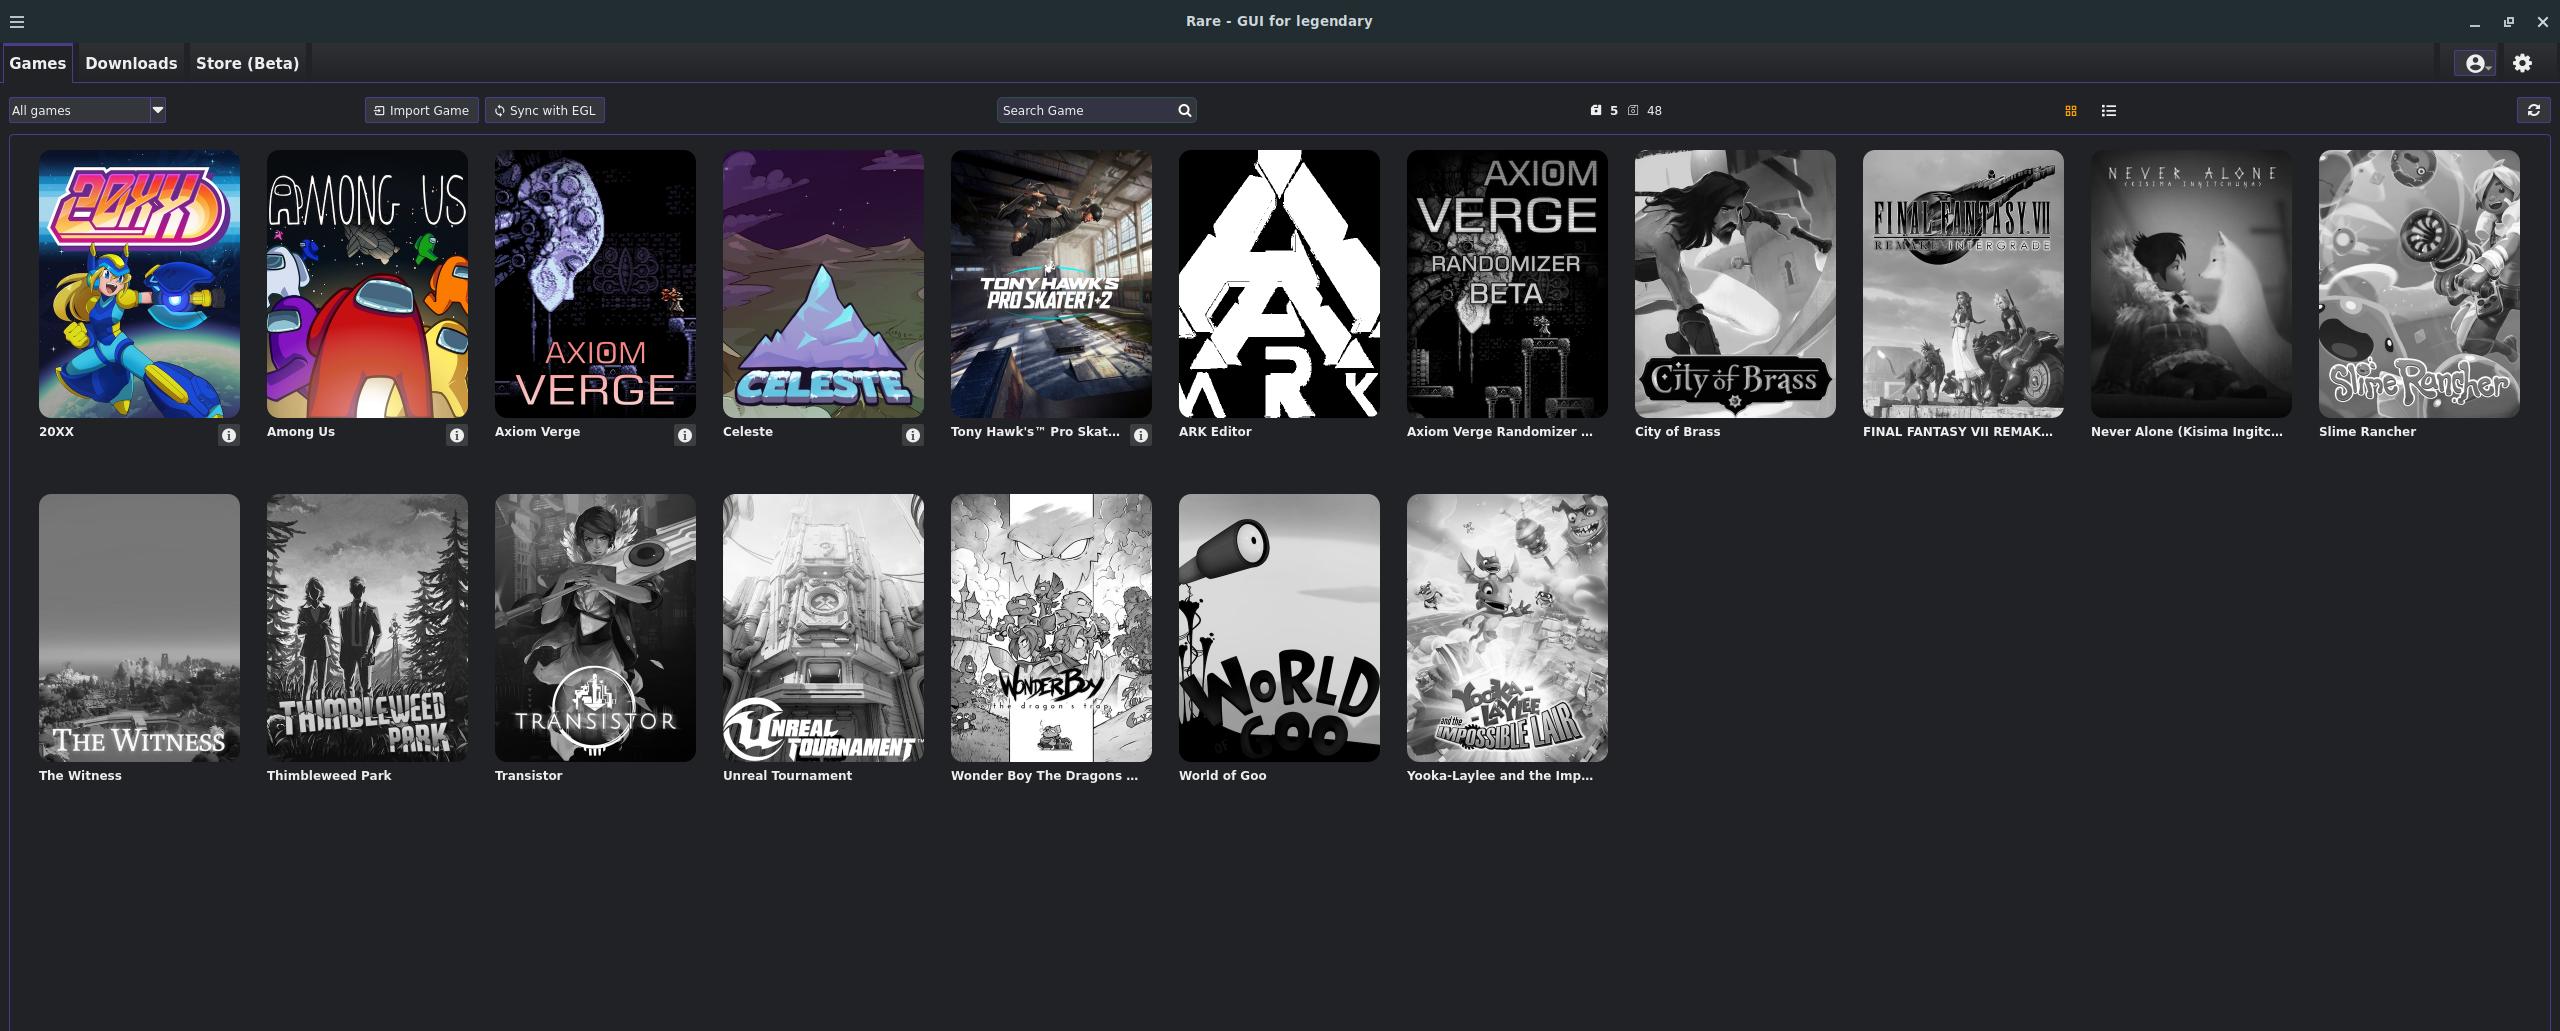 Rare - GUI for legendary
Games Downloads Store (Beta)
All games Import Game Sync with EGL Search Game 5 48
20XX
AMONG US
AXIOM
VERGE
CELESTE
TONY HAWK'S
PRO SKATER 1+2
ARK
AXIOM
VERGE
RANDOMIZER
BETA
City of Brass
FINAL FANTASY VII
REMAKE INTERGRADE
NEVER ALONE
(KISIMA INGITCHUNA)
Slime Rancher
20XX
Among Us
Axiom Verge
Celeste
Tony Hawk's™ Pro Skat...
ARK Editor
Axiom Verge Randomizer ...
City of Brass
FINAL FANTASY VII REMAK...
Never Alone (Kisima Ingitc...
Slime Rancher
THE WITNESS
THIMBLEWEED
PARK
TRANSISTOR
UNREAL
TOURNAMENT™
WONDER BOY
the dragon's trap
WORLD
OF GOO
YOOKA-
LAYLEE
and the
IMPOSSIBLE LAIR
The Witness
Thimbleweed Park
Transistor
Unreal Tournament
Wonder Boy The Dragons ...
World of Goo
Yooka-Laylee and the Imp...